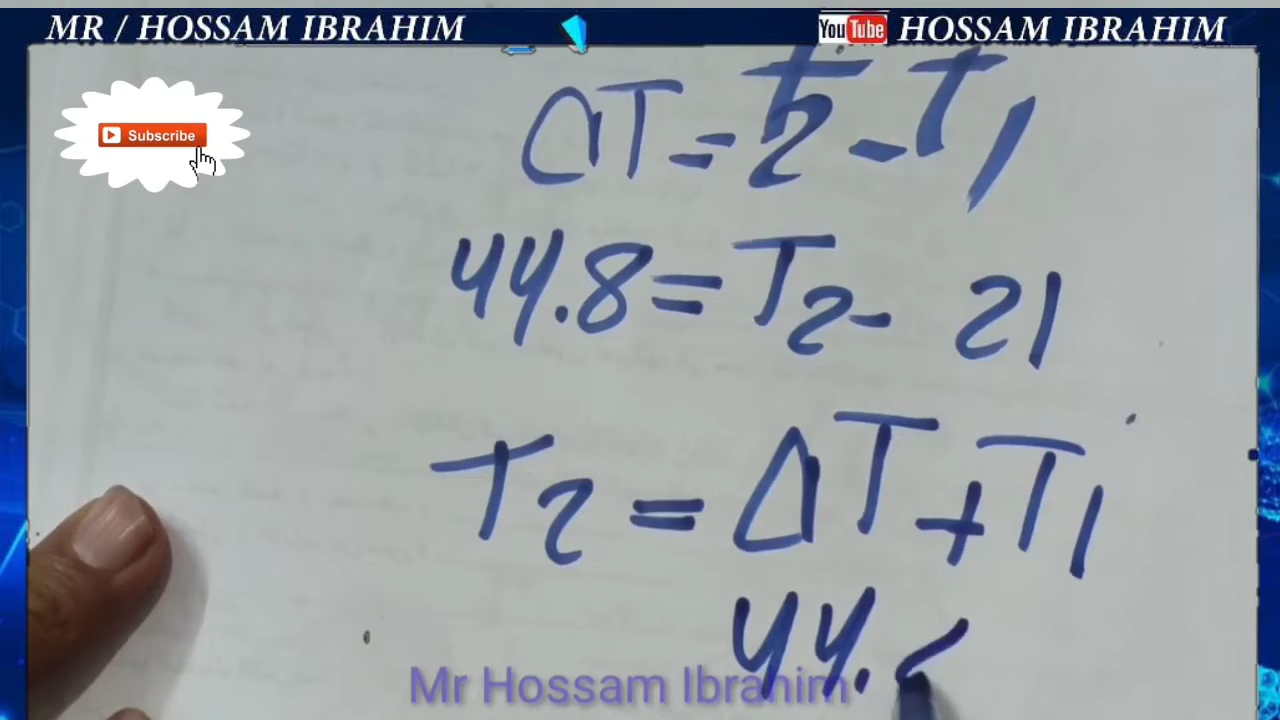 MR / HOSSAM IBRAHIM
YouTube HOSSAM IBRAHIM
Subscribe
ΔT = T2 - T1
44.8 = T2 - 21
T2 = ΔT + T1
44.
Mr Hossam Ibrahim